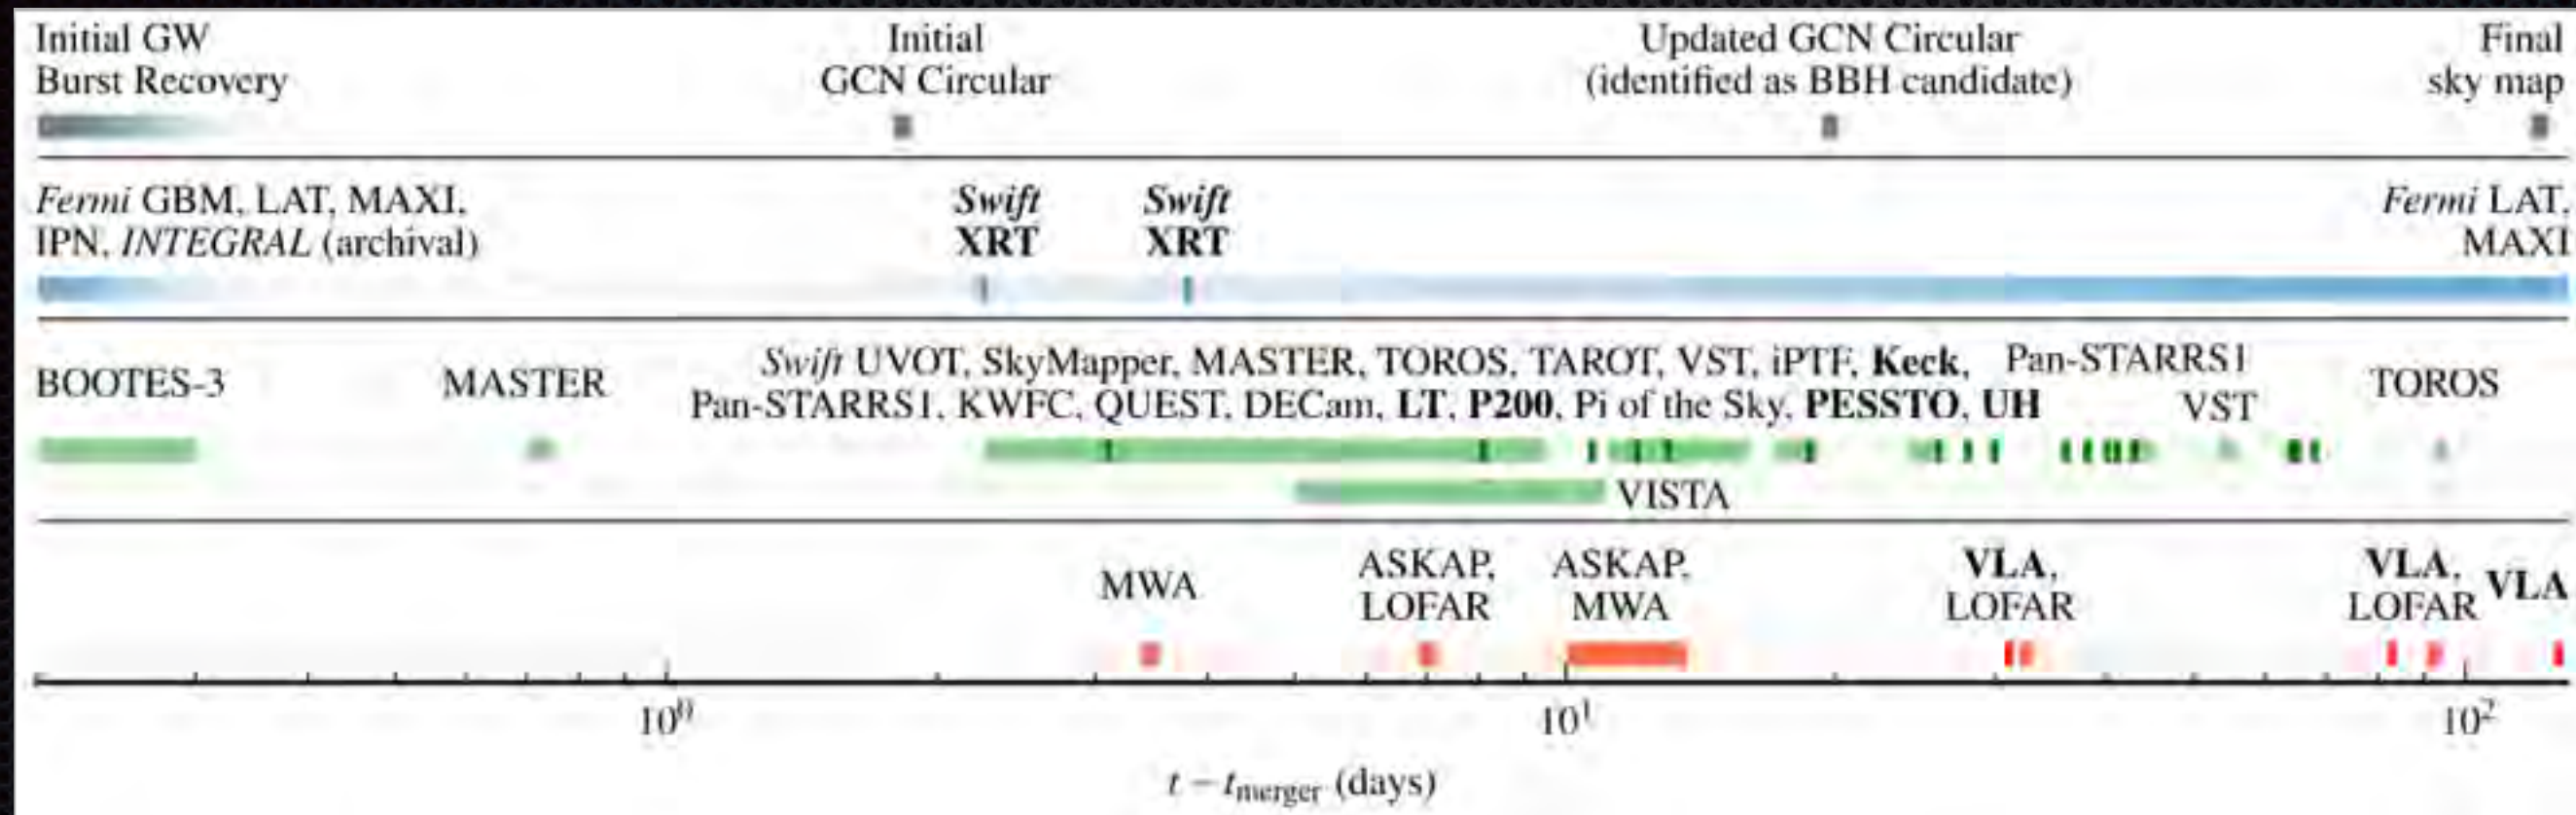 Initial GW
Burst Recovery
Initial
GCN Circular
Updated GCN Circular
(identified as BBH candidate)
Final
sky map
Fermi GBM, LAT, MAXI,
IPN, INTEGRAL (archival)
Swift
XRT
Swift
XRT
Fermi LAT,
MAXI
BOOTES-3
MASTER
Swift UVOT, SkyMapper, MASTER, TOROS, TAROT, VST, iPTF, Keck,
Pan-STARRS1, KWFC, QUEST, DECam, LT, P200, Pi of the Sky, PESSTO, UH
Pan-STARRS1
VST
TOROS
VISTA
MWA
ASKAP,
LOFAR
ASKAP,
MWA
VLA,
LOFAR
VLA,
LOFAR
VLA
10⁰ 10¹ 10²
t − tmerger (days)